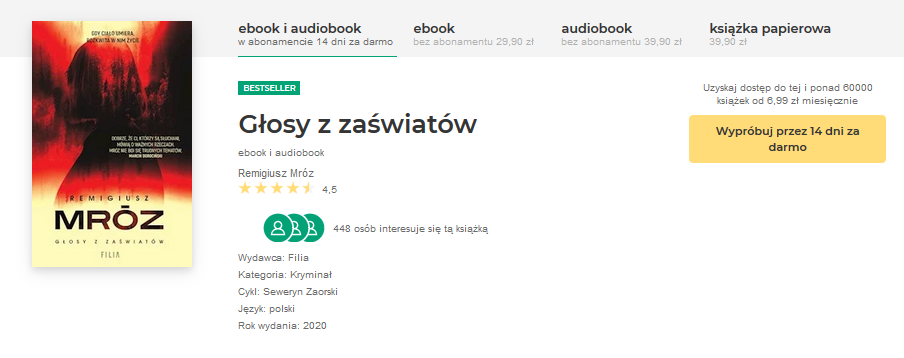 ebook i audiobook
w abonamencie 14 dni za darmo
ebook
bez abonamentu 29,90 zł
audiobook
bez abonamentu 39,90 zł
książka papierowa
39,90 zł
GDY CIAŁO UMIERA,
ROZKWITA W NIM ŻYCIE
DOBRZE, ŻE CI, KTÓRZY SĄ SŁUCHANI,
MÓWIĄ O WAŻNYCH RZECZACH.
MRÓZ NIE BOI SIĘ TRUDNYCH TEMATÓW.
MARCIN DOROCIŃSKI
REMIGIUSZ
MRÓZ
GŁOSY Z ZAŚWIATÓW
FILIA
BESTSELLER
Głosy z zaświatów
ebook i audiobook
Remigiusz Mróz
4,5
448 osób interesuje się tą książką
Wydawca: Filia
Kategoria: Kryminał
Cykl: Seweryn Zaorski
Język: polski
Rok wydania: 2020
Uzyskaj dostęp do tej i ponad 60000
książek od 6,99 zł miesięcznie
Wypróbuj przez 14 dni za
darmo